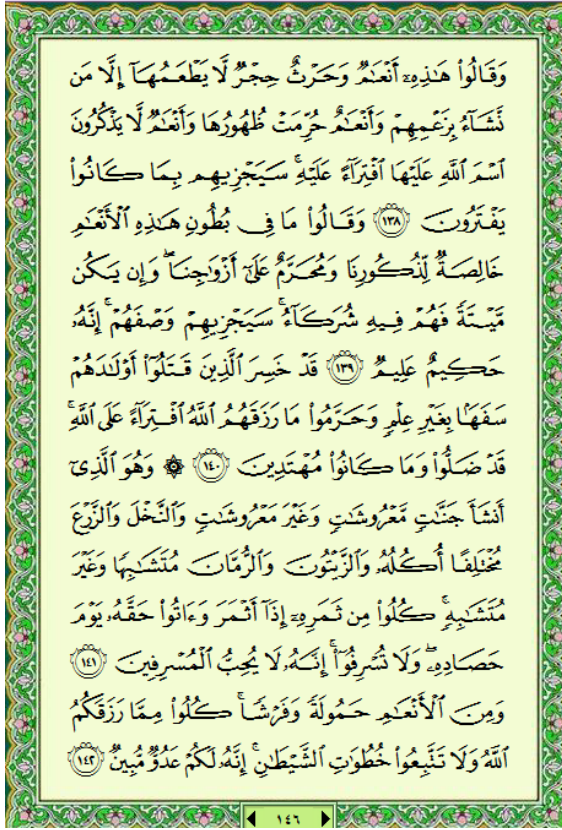 وَقَالُوا۟ هَـٰذِهِۦٓ أَنْعَـٰمٌ وَحَرْثٌ حِجْرٌ لَّا يَطْعَمُهَآ إِلَّا مَن
نَّشَآءُ بِزَعْمِهِمْ وَأَنْعَـٰمٌ حُرِّمَتْ ظُهُورُهَا وَأَنْعَـٰمٌ لَّا يَذْكُرُونَ
ٱسْمَ ٱللَّهِ عَلَيْهَا ٱفْتِرَآءً عَلَيْهِ ۚ سَيَجْزِيهِم بِمَا كَانُوا۟
يَفْتَرُونَ ﴿١٣٨﴾ وَقَالُوا۟ مَا فِى بُطُونِ هَـٰذِهِ ٱلْأَنْعَـٰمِ
خَالِصَةٌ لِّذُكُورِنَا وَمُحَرَّمٌ عَلَىٰٓ أَزْوَٰجِنَا ۖ وَإِن يَكُن
مَّيْتَةً فَهُمْ فِيهِ شُرَكَآءُ ۚ سَيَجْزِيهِمْ وَصْفَهُمْ ۚ إِنَّهُۥ
حَكِيمٌ عَلِيمٌ ﴿١٣٩﴾ قَدْ خَسِرَ ٱلَّذِينَ قَتَلُوٓا۟ أَوْلَـٰدَهُمْ
سَفَهًۢا بِغَيْرِ عِلْمٍ وَحَرَّمُوا۟ مَا رَزَقَهُمُ ٱللَّهُ ٱفْتِرَآءً عَلَى ٱللَّهِ ۚ
قَدْ ضَلُّوا۟ وَمَا كَانُوا۟ مُهْتَدِينَ ﴿١٤٠﴾ ۞ وَهُوَ ٱلَّذِىٓ
أَنشَأَ جَنَّـٰتٍ مَّعْرُوشَـٰتٍ وَغَيْرَ مَعْرُوشَـٰتٍ وَٱلنَّخْلَ وَٱلزَّرْعَ
مُخْتَلِفًا أُكُلُهُۥ وَٱلزَّيْتُونَ وَٱلرُّمَّانَ مُتَشَـٰبِهًا وَغَيْرَ
مُتَشَـٰبِهٍ ۚ كُلُوا۟ مِن ثَمَرِهِۦٓ إِذَآ أَثْمَرَ وَءَاتُوا۟ حَقَّهُۥ يَوْمَ
حَصَادِهِۦ ۖ وَلَا تُسْرِفُوٓا۟ ۚ إِنَّهُۥ لَا يُحِبُّ ٱلْمُسْرِفِينَ ﴿١٤١﴾
وَمِنَ ٱلْأَنْعَـٰمِ حَمُولَةً وَفَرْشًا ۚ كُلُوا۟ مِمَّا رَزَقَكُمُ
ٱللَّهُ وَلَا تَتَّبِعُوا۟ خُطُوَٰتِ ٱلشَّيْطَـٰنِ ۚ إِنَّهُۥ لَكُمْ عَدُوٌّ مُّبِينٌ ﴿١٤٢﴾
١٤٦